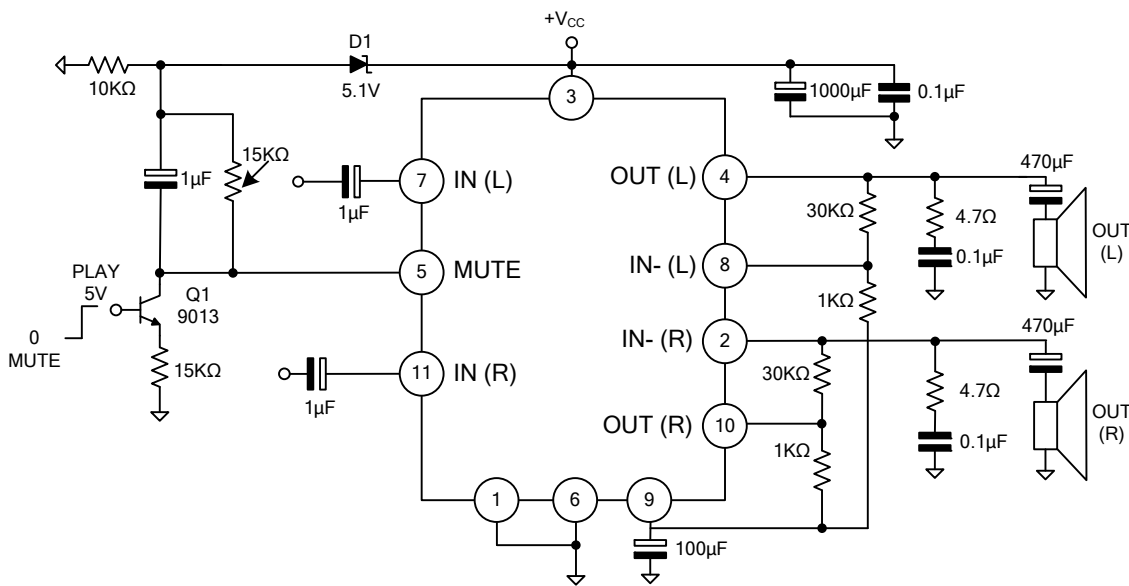 +VCC
D1
10KΩ
5.1V
3
1000µF
0.1µF
15KΩ
1µF
7
IN (L)
1µF
OUT (L)
4
470µF
30KΩ
4.7Ω
0.1µF
OUT
(L)
5
MUTE
IN- (L)
8
1KΩ
PLAY
5V
Q1
9013
0
MUTE
15KΩ
IN- (R)
2
470µF
30KΩ
4.7Ω
0.1µF
OUT
(R)
11
IN (R)
1µF
OUT (R)
10
1KΩ
1
6
9
100µF